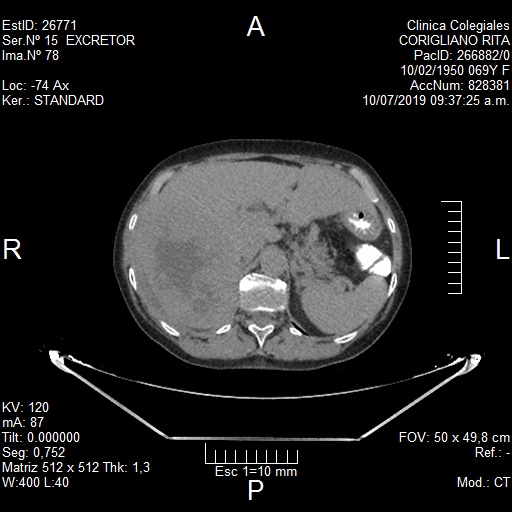 EstID: 26771
Ser.Nº 15 EXCRETOR
Ima.Nº 78
Loc: -74 Ax
Ker.: STANDARD
A
Clinica Colegiales
CORIGLIANO RITA
PacID: 266882/0
10/02/1950 069Y F
AccNum: 828381
10/07/2019 09:37:25 a.m.
R
L
KV: 120
mA: 87
Tilt: 0.000000
Seg: 0,752
Matriz 512 x 512 Thk: 1,3
W:400 L:40
Esc 1=10 mm
P
FOV: 50 x 49,8 cm
Ref.: -
Mod.: CT